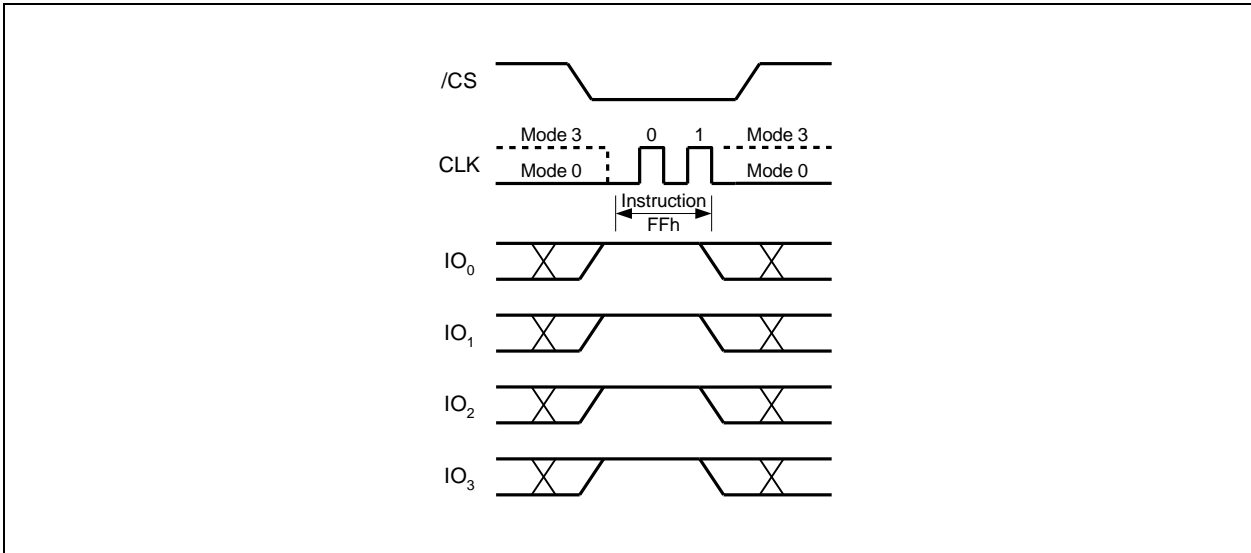 /CS
Mode 3 0 1 Mode 3
CLK
Mode 0 Mode 0
Instruction
FFh
IO₀
IO₁
IO₂
IO₃